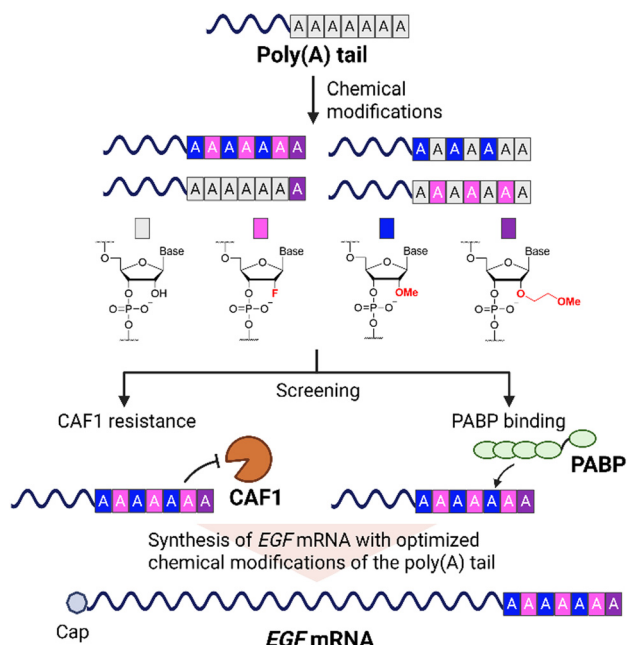 A A A A A A A
Poly(A) tail
Chemical
modifications
A A A A A A A
A A A A A A A
A A A A A A A
A A A A A A A
O Base O OH O O=P-O⁻ O
O Base O F O O=P-O⁻ O
O Base O OMe O O=P-O⁻ O
O Base O O OMe O O=P-O⁻ O
Screening
CAF1 resistance
PABP binding
CAF1
PABP
A A A A A A A
A A A A A A A
Synthesis of EGF mRNA with optimized
chemical modifications of the poly(A) tail
A A A A A A A
Cap
EGF mRNA